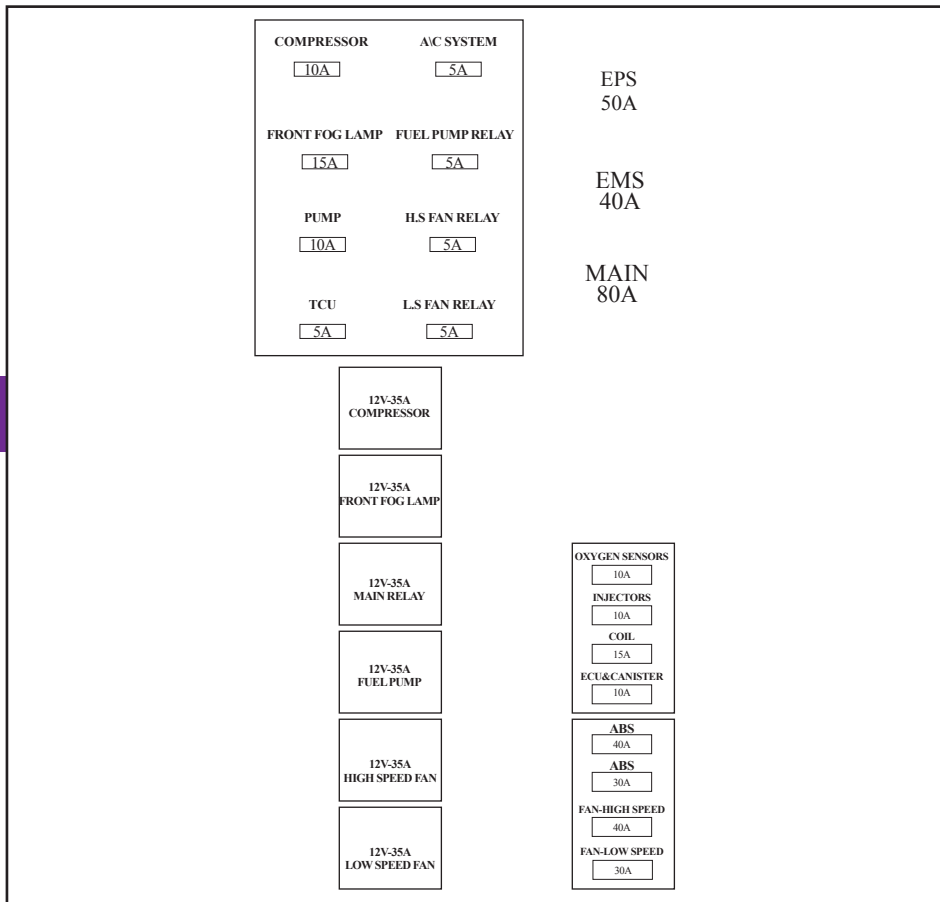 COMPRESSOR A\C SYSTEM
10A 5A
FRONT FOG LAMP FUEL PUMP RELAY
15A 5A
PUMP H.S FAN RELAY
10A 5A
TCU L.S FAN RELAY
5A 5A
EPS
50A
EMS
40A
MAIN
80A
12V-35A
COMPRESSOR
12V-35A
FRONT FOG LAMP
12V-35A
MAIN RELAY
12V-35A
FUEL PUMP
12V-35A
HIGH SPEED FAN
12V-35A
LOW SPEED FAN
OXYGEN SENSORS
10A
INJECTORS
10A
COIL
15A
ECU&CANISTER
10A
ABS
40A
ABS
30A
FAN-HIGH SPEED
40A
FAN-LOW SPEED
30A